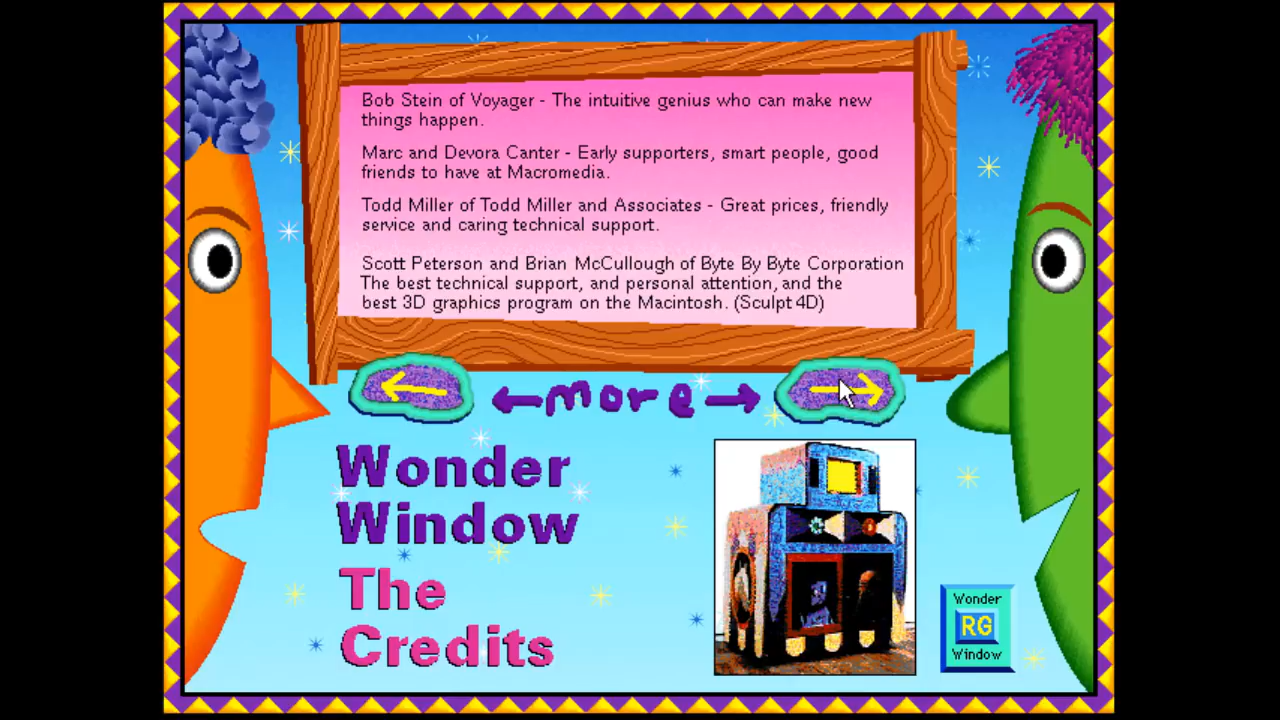 Bob Stein of Voyager - The intuitive genius who can make new
things happen.
Marc and Devora Canter - Early supporters, smart people, good
friends to have at Macromedia.
Todd Miller of Todd Miller and Associates - Great prices, friendly
service and caring technical support.
Scott Peterson and Brian McCullough of Byte By Byte Corporation
The best technical support, and personal attention, and the
best 3D graphics program on the Macintosh. (Sculpt 4D)
more
Wonder
Window
The
Credits
Wonder
RG
Window